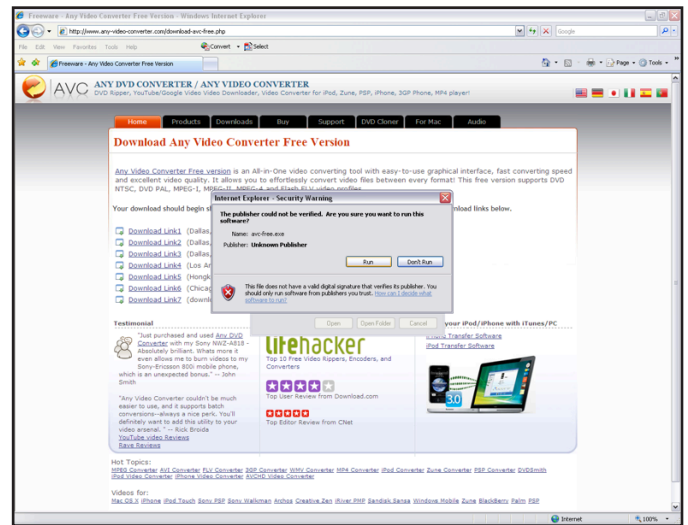 Freeware - Any Video Converter Free Version - Windows Internet Explorer
http://www.any-video-converter.com/download-avc-free.php
Google
File Edit View Favorites Tools Help
Convert Select
Freeware - Any Video Converter Free Version
Page Tools
AVC
ANY DVD CONVERTER / ANY VIDEO CONVERTER
DVD Ripper, YouTube/Google Video Video Downloader, Video Converter for iPod, Zune, PSP, iPhone, 3GP Phone, MP4 player!
Home Products Downloads Buy Support DVD Cloner For Mac Audio
Download Any Video Converter Free Version
Any Video Converter Free version is an All-in-One video converting tool with easy-to-use graphical interface, fast converting speed
and excellent video quality. It allows you to effortlessly convert video files between every format! This free version supports DVD
NTSC, DVD PAL, MPEG-I, MPEG-II, MPEG-4 and Flash FLV video profiles.
Your download should begin sh
nload links below.
Internet Explorer - Security Warning
The publisher could not be verified. Are you sure you want to run this
software?
Name: avc-free.exe
Publisher: Unknown Publisher
Run Don't Run
This file does not have a valid digital signature that verifies its publisher. You
should only run software from publishers you trust. How can I decide what
software to run?
Download Link1 (Dallas,
Download Link2 (Dallas,
Download Link3 (Dallas,
Download Link4 (Los An
Download Link5 (Hongk
Download Link6 (Chicag
Download Link7 (downl
Open Open Folder Cancel
Testimonial
"Just purchased and used Any DVD
Converter with my Sony NWZ-A818 -
Absolutely brilliant. Whats more it
even allows me to burn videos to my
Sony-Ericsson 800i mobile phone,
which is an unexpected bonus." -- John
Smith
"Any Video Converter couldn't be much
easier to use, and it supports batch
conversions--always a nice perk. You'll
definitely want to add this utility to your
video arsenal. " -- Rick Broida
YouTube video Reviews
Rave Reviews
lifehacker
Top 10 Free Video Rippers, Encoders, and
Converters
Top User Review from Download.com
Top Editor Review from CNet
your iPod/iPhone with iTunes/PC
iPhone Transfer Software
iPod Transfer Software
3.0
Hot Topics:
MPEG Converter AVI Converter FLV Converter 3GP Converter WMV Converter MP4 Converter iPod Converter Zune Converter PSP Converter DVDSmith
iPod Video Converter iPhone Video Converter AVCHD Video Converter
Videos for:
Mac OS X iPhone iPod Touch Sony PSP Sony Walkman Archos Creative Zen iRiver PMP Sandisk Sansa Windows Mobile Zune BlackBerry Palm PSP
Internet 100%